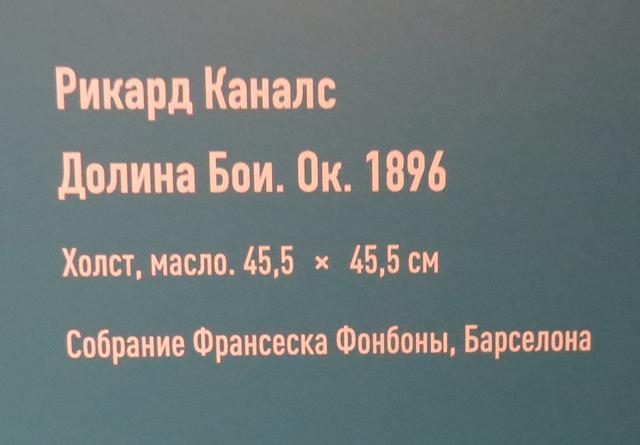 Рикард Каналс
Долина Бои. Ок. 1896
Холст, масло. 45,5 × 45,5 см
Собрание Франсеска Фонбоны, Барселона